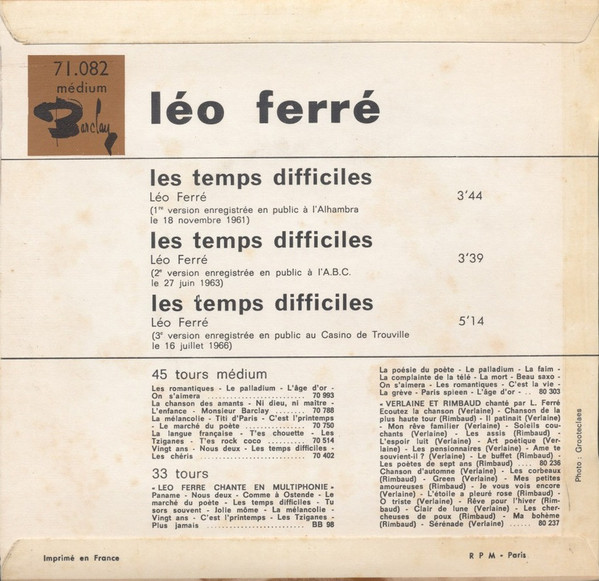 71.082
médium
Barclay
léo ferré
les temps difficiles
Léo Ferré 3'44
(1re version enregistrée en public à l'Alhambra
le 18 novembre 1961)
les temps difficiles
Léo Ferré 3'39
(2e version enregistrée en public à l'A.B.C.
le 27 juin 1963)
les temps difficiles
Léo Ferré 5'14
(3e version enregistrée en public au Casino de Trouville
le 16 juillet 1966)
45 tours médium
Les romantiques - Le palladium - L'âge d'or -
On s'aimera ........................ 70 993
La chanson des amants - Ni dieu, ni maître -
L'enfance - Monsieur Barclay ...... 70 788
La mélancolie - Titi d'Paris - C'est l'printemps
- Le marché du poète ................ 70 750
La langue française - T'es chouette - Les
Tziganes - T'es rock coco .......... 70 514
Vingt ans - Nous deux - Les temps difficiles -
Les chéris .......................... 70 402
33 tours
« LEO FERRE CHANTE EN MULTIPHONIE »
Paname - Nous deux - Comme à Ostende - Le
marché du poète - Les temps difficiles - Tu
sors souvent - Jolie môme - La mélancolie -
Vingt ans - C'est l'printemps - Les Tziganes -
Plus jamais ........................ BB 98
La poésie du poète - Le palladium - La faim -
La complainte de la télé - La mort - Beau saxo -
On s'aimera - Les romantiques - C'est la vie -
La grève - Paris spleen - L'âge d'or .. 80 303
« VERLAINE ET RIMBAUD chanté par L. Ferré
Ecoutez la chanson (Verlaine) - Chanson de la
plus haute tour (Rimbaud) - Il patinait (Verlaine)
- Mon rêve familier (Verlaine) - Soleils cou-
chants (Verlaine) - Les assis (Rimbaud) -
L'espoir luit (Verlaine) - Art poétique (Ver-
laine) - Les pensionnaires (Verlaine) - Ame te
souvient-il ? (Verlaine) - Le buffet (Rimbaud) -
Les poètes de sept ans (Rimbaud) .... 80 236
Chanson d'automne (Verlaine) - Les corbeaux
(Rimbaud) - Green (Verlaine) - Mes petites
amoureuses (Rimbaud) - Je vous vois encore
(Verlaine) - L'étoile a pleuré rose (Rimbaud) -
O triste (Verlaine) - Rêve pour l'hiver (Rim-
baud) - Clair de lune (Verlaine) - Les cher-
cheuses de poux (Rimbaud) - Ma bohème
(Rimbaud) - Sérénade (Verlaine) ...... 80 237
Photo : Grooteclaes
Imprimé en France
R P M - Paris